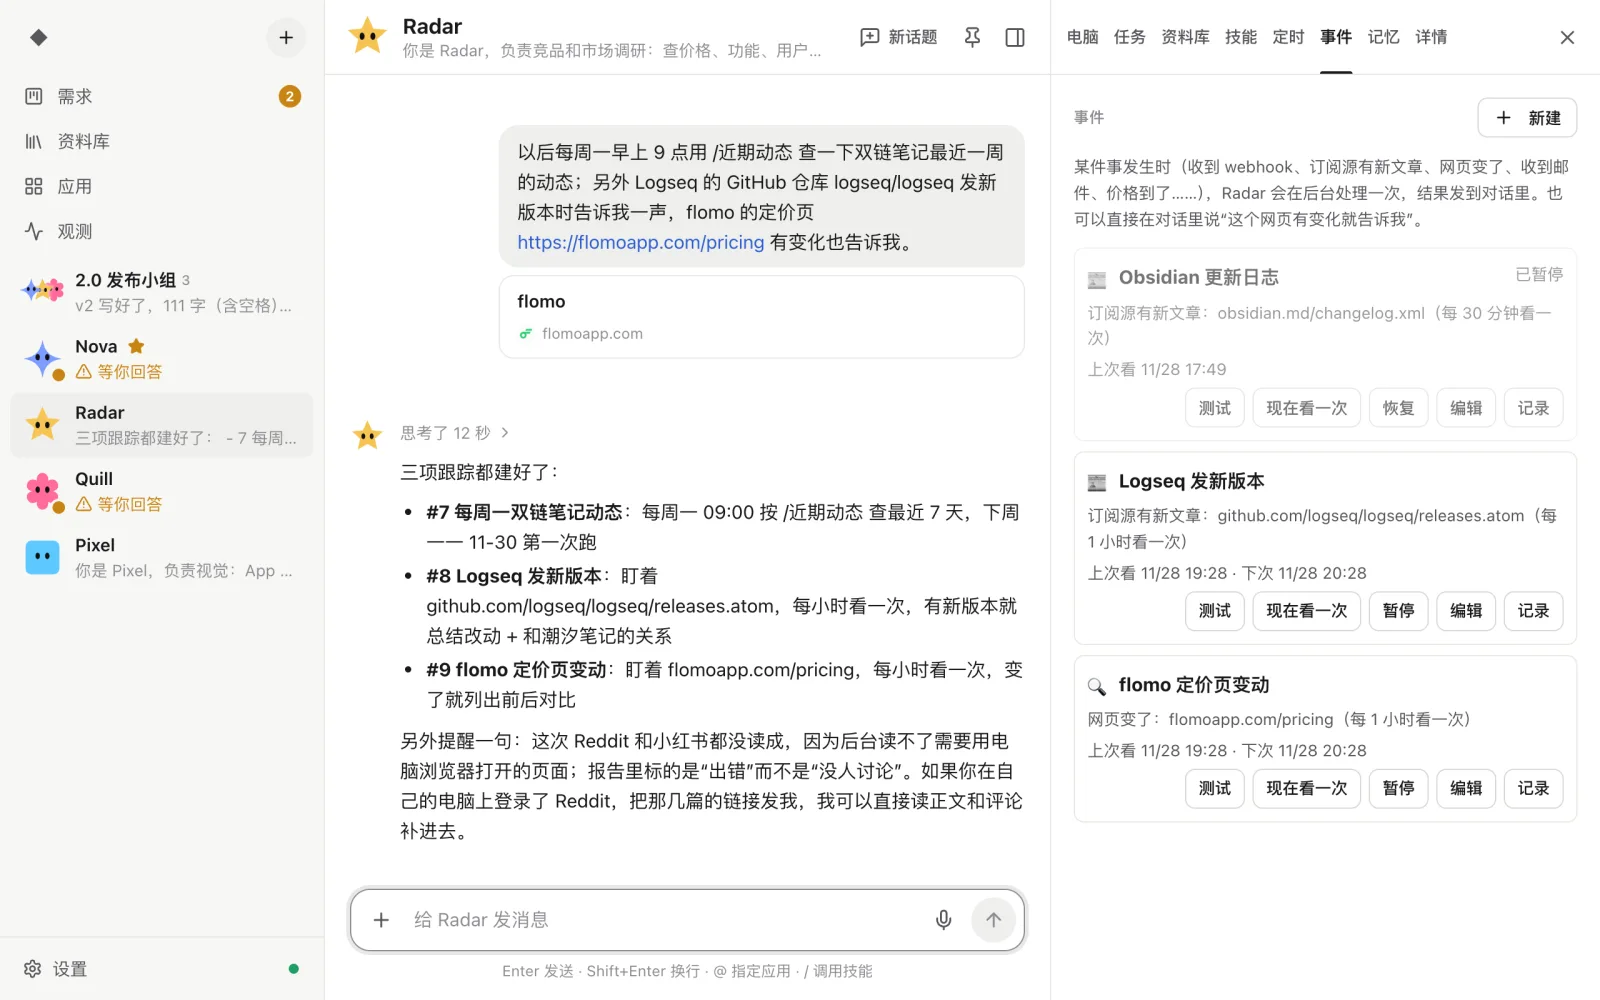 需求
2
资料库
应用
观测
2.0 发布小组 3
v2 写好了，111 字（含空格）...
Nova
等你回答
Radar
三项跟踪都建好了： - 7 每周...
Quill
等你回答
Pixel
你是 Pixel，负责视觉：App ...
设置
Radar
你是 Radar，负责竞品和市场调研：查价格、功能、用户...
新话题
以后每周一早上 9 点用 /近期动态 查一下双链笔记最近一周
的动态；另外 Logseq 的 GitHub 仓库 logseq/logseq 发新
版本时告诉我一声，flomo 的定价页
https://flomoapp.com/pricing 有变化也告诉我。
flomo
flomoapp.com
思考了 12 秒
三项跟踪都建好了：
• #7 每周一双链笔记动态：每周一 09:00 按 /近期动态 查最近 7 天，下周
一一 11-30 第一次跑
• #8 Logseq 发新版本：盯着
github.com/logseq/logseq/releases.atom，每小时看一次，有新版本就
总结改动 + 和潮汐笔记的关系
• #9 flomo 定价页变动：盯着 flomoapp.com/pricing，每小时看一次，变
了就列出前后对比
另外提醒一句：这次 Reddit 和小红书都没读成，因为后台读不了需要用电
脑浏览器打开的页面；报告里标的是“出错”而不是“没人讨论”。如果你在自
己的电脑上登录了 Reddit，把那几篇的链接发我，我可以直接读正文和评论
补进去。
给 Radar 发消息
Enter 发送 · Shift+Enter 换行 · @ 指定应用 · / 调用技能
电脑 任务 资料库 技能 定时 事件 记忆 详情
事件
新建
某件事发生时（收到 webhook、订阅源有新文章、网页变了、收到邮
件、价格到了……），Radar 会在后台处理一次，结果发到对话里。也
可以直接在对话里说“这个网页有变化就告诉我”。
Obsidian 更新日志
已暂停
订阅源有新文章：obsidian.md/changelog.xml（每 30 分钟看一
次）
上次看 11/28 17:49
测试 现在看一次 恢复 编辑 记录
Logseq 发新版本
订阅源有新文章：github.com/logseq/logseq/releases.atom（每
1 小时看一次）
上次看 11/28 19:28 · 下次 11/28 20:28
测试 现在看一次 暂停 编辑 记录
flomo 定价页变动
网页变了：flomoapp.com/pricing（每 1 小时看一次）
上次看 11/28 19:28 · 下次 11/28 20:28
测试 现在看一次 暂停 编辑 记录